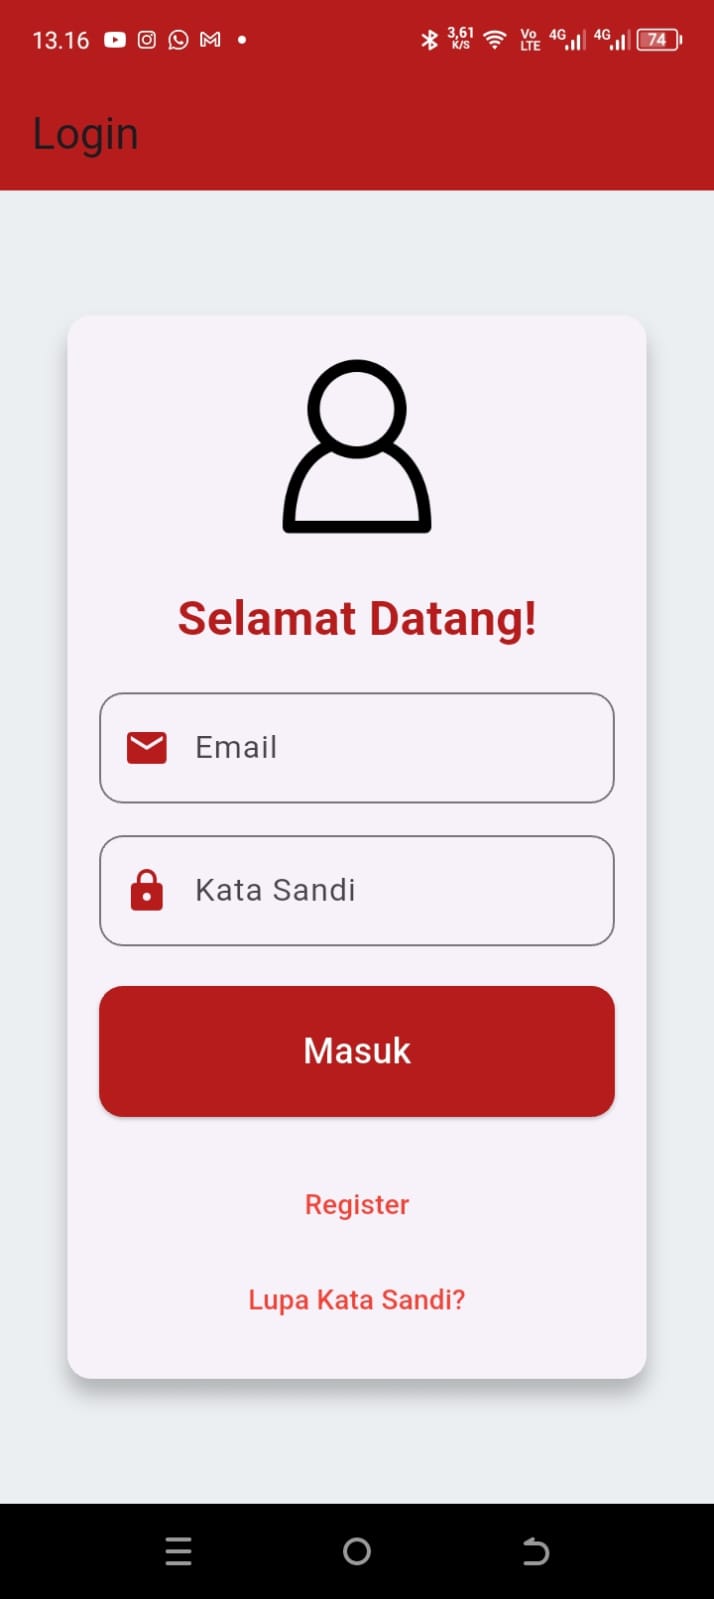 13.16 3,61 K/S Vo LTE 4G 4G 74
Login
Selamat Datang!
Email
Kata Sandi
Masuk
Register
Lupa Kata Sandi?